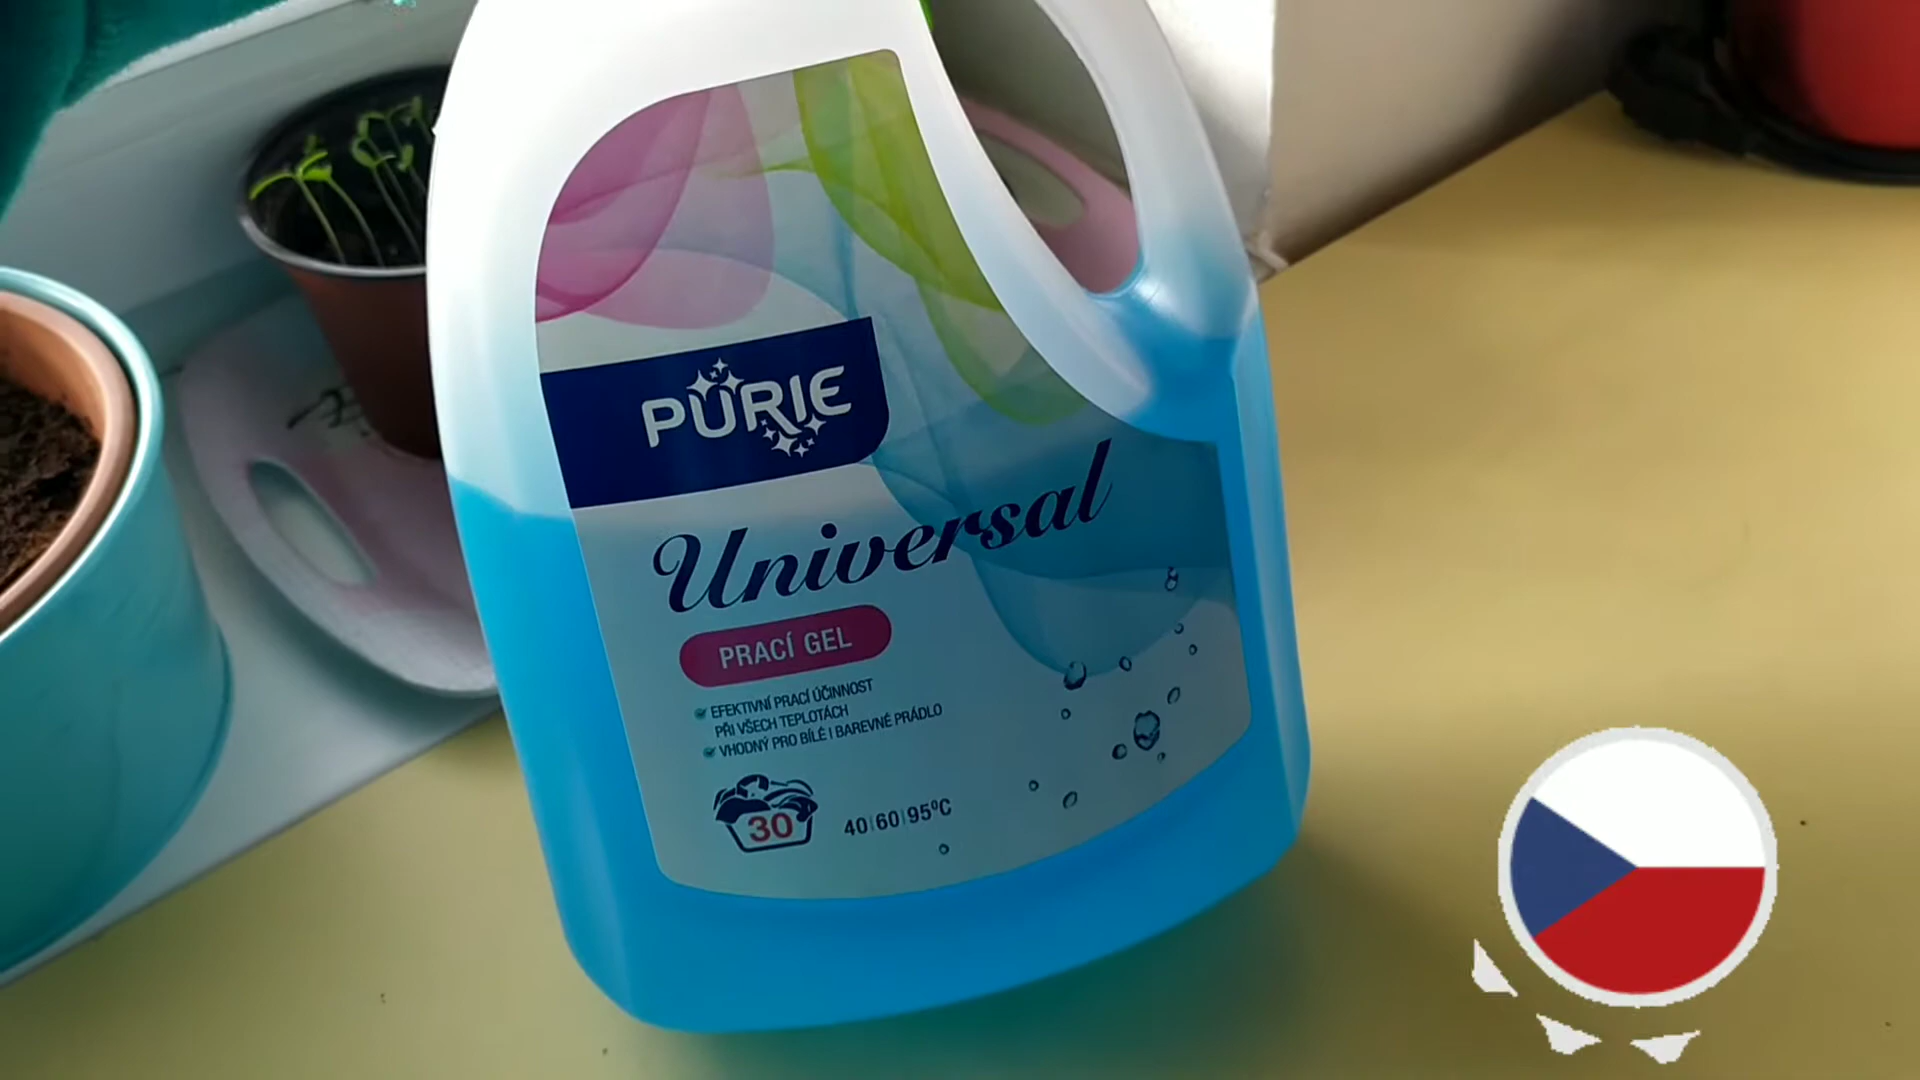 PURIE
Universal
PRACÍ GEL
EFEKTIVNÍ PRACÍ ÚČINNOST
PŘI VŠECH TEPLOTÁCH
VHODNÝ PRO BÍLÉ I BAREVNÉ PRÁDLO
30
40|60|95°C